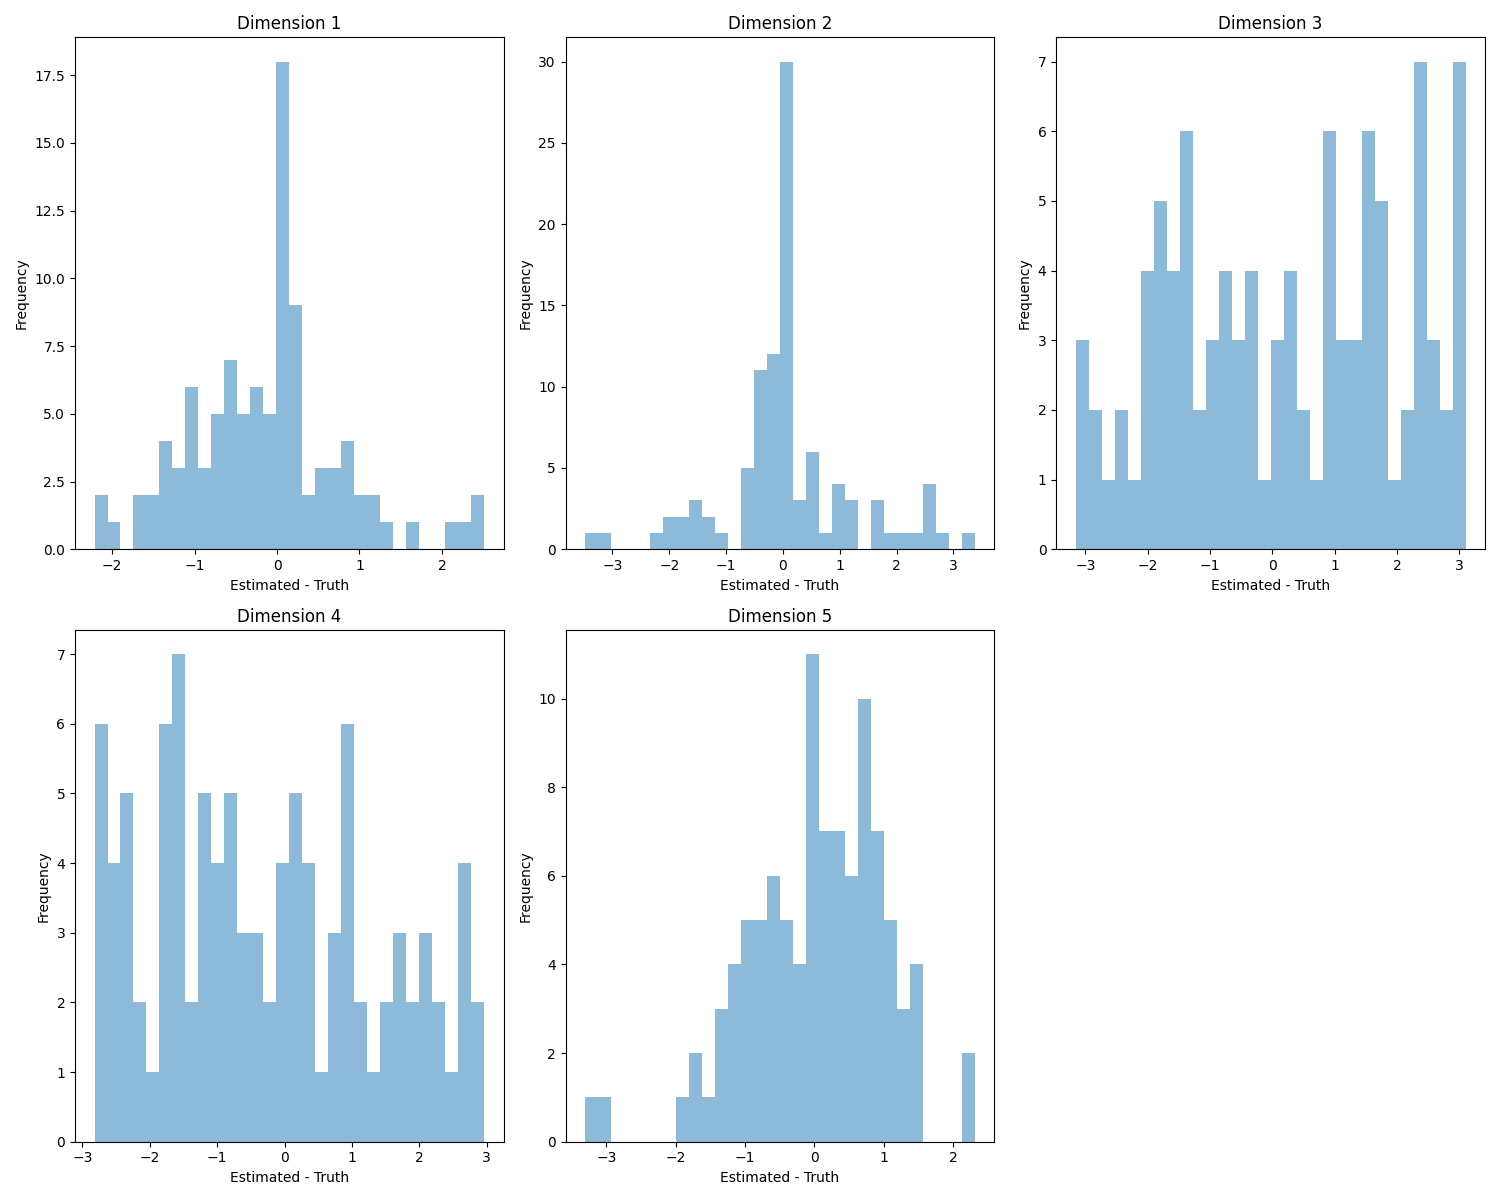 Dimension 1
Frequency
17.5
15.0
12.5
10.0
7.5
5.0
2.5
0.0
−2 −1 0 1 2
Estimated - Truth
Dimension 2
Frequency
30
25
20
15
10
5
0
−3 −2 −1 0 1 2 3
Estimated - Truth
Dimension 3
Frequency
7
6
5
4
3
2
1
0
−3 −2 −1 0 1 2 3
Estimated - Truth
Dimension 4
Frequency
7
6
5
4
3
2
1
0
−3 −2 −1 0 1 2 3
Estimated - Truth
Dimension 5
Frequency
10
8
6
4
2
0
−3 −2 −1 0 1 2
Estimated - Truth